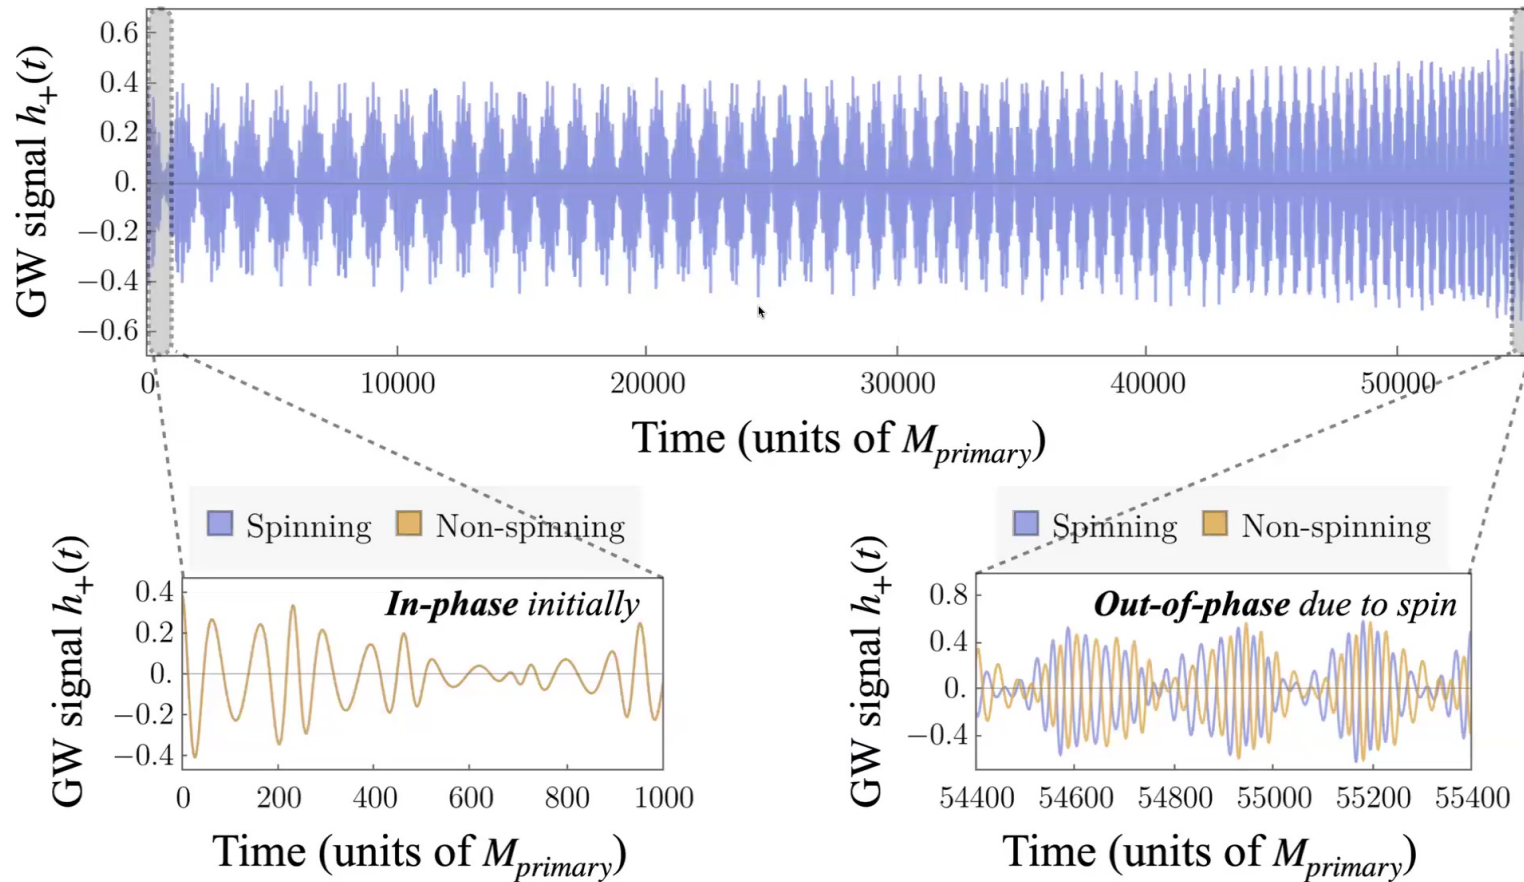 GW signal h₊(t)
0.6
0.4
0.2
0.
−0.2
−0.4
−0.6
0 10000 20000 30000 40000 50000
Time (units of M_primary)
Spinning Non-spinning
GW signal h₊(t)
In-phase initially
0.4
0.2
0.
−0.2
−0.4
0 200 400 600 800 1000
Time (units of M_primary)
Spinning Non-spinning
GW signal h₊(t)
Out-of-phase due to spin
0.8
0.4
0.
−0.4
54400 54600 54800 55000 55200 55400
Time (units of M_primary)